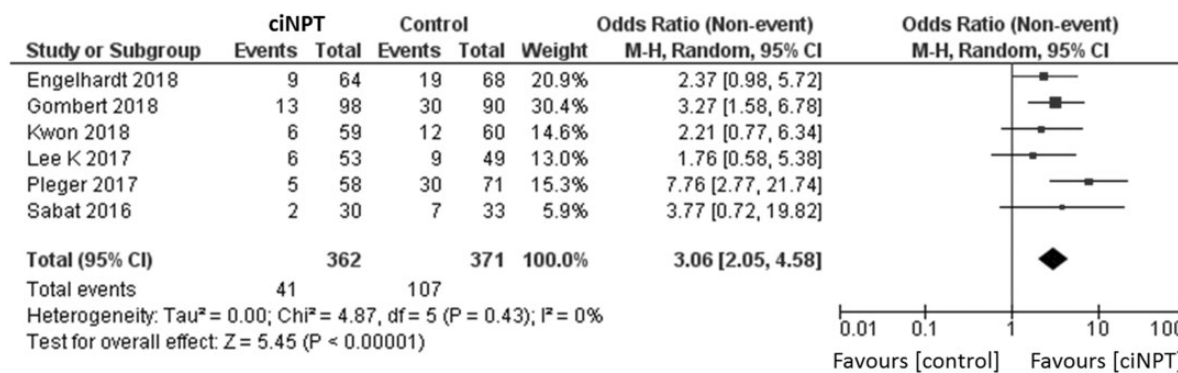 ciNPT Control Odds Ratio (Non-event) Odds Ratio (Non-event)
Study or Subgroup Events Total Events Total Weight M-H, Random, 95% CI M-H, Random, 95% CI
Engelhardt 2018 9 64 19 68 20.9% 2.37 [0.98, 5.72]
Gombert 2018 13 98 30 90 30.4% 3.27 [1.58, 6.78]
Kwon 2018 6 59 12 60 14.6% 2.21 [0.77, 6.34]
Lee K 2017 6 53 9 49 13.0% 1.76 [0.58, 5.38]
Pleger 2017 5 58 30 71 15.3% 7.76 [2.77, 21.74]
Sabat 2016 2 30 7 33 5.9% 3.77 [0.72, 19.82]
Total (95% CI) 362 371 100.0% 3.06 [2.05, 4.58]
Total events 41 107
Heterogeneity: Tau² = 0.00; Chi² = 4.87, df = 5 (P = 0.43); I² = 0%
Test for overall effect: Z = 5.45 (P < 0.00001)
0.01 0.1 1 10 100
Favours [control] Favours [ciNPT]